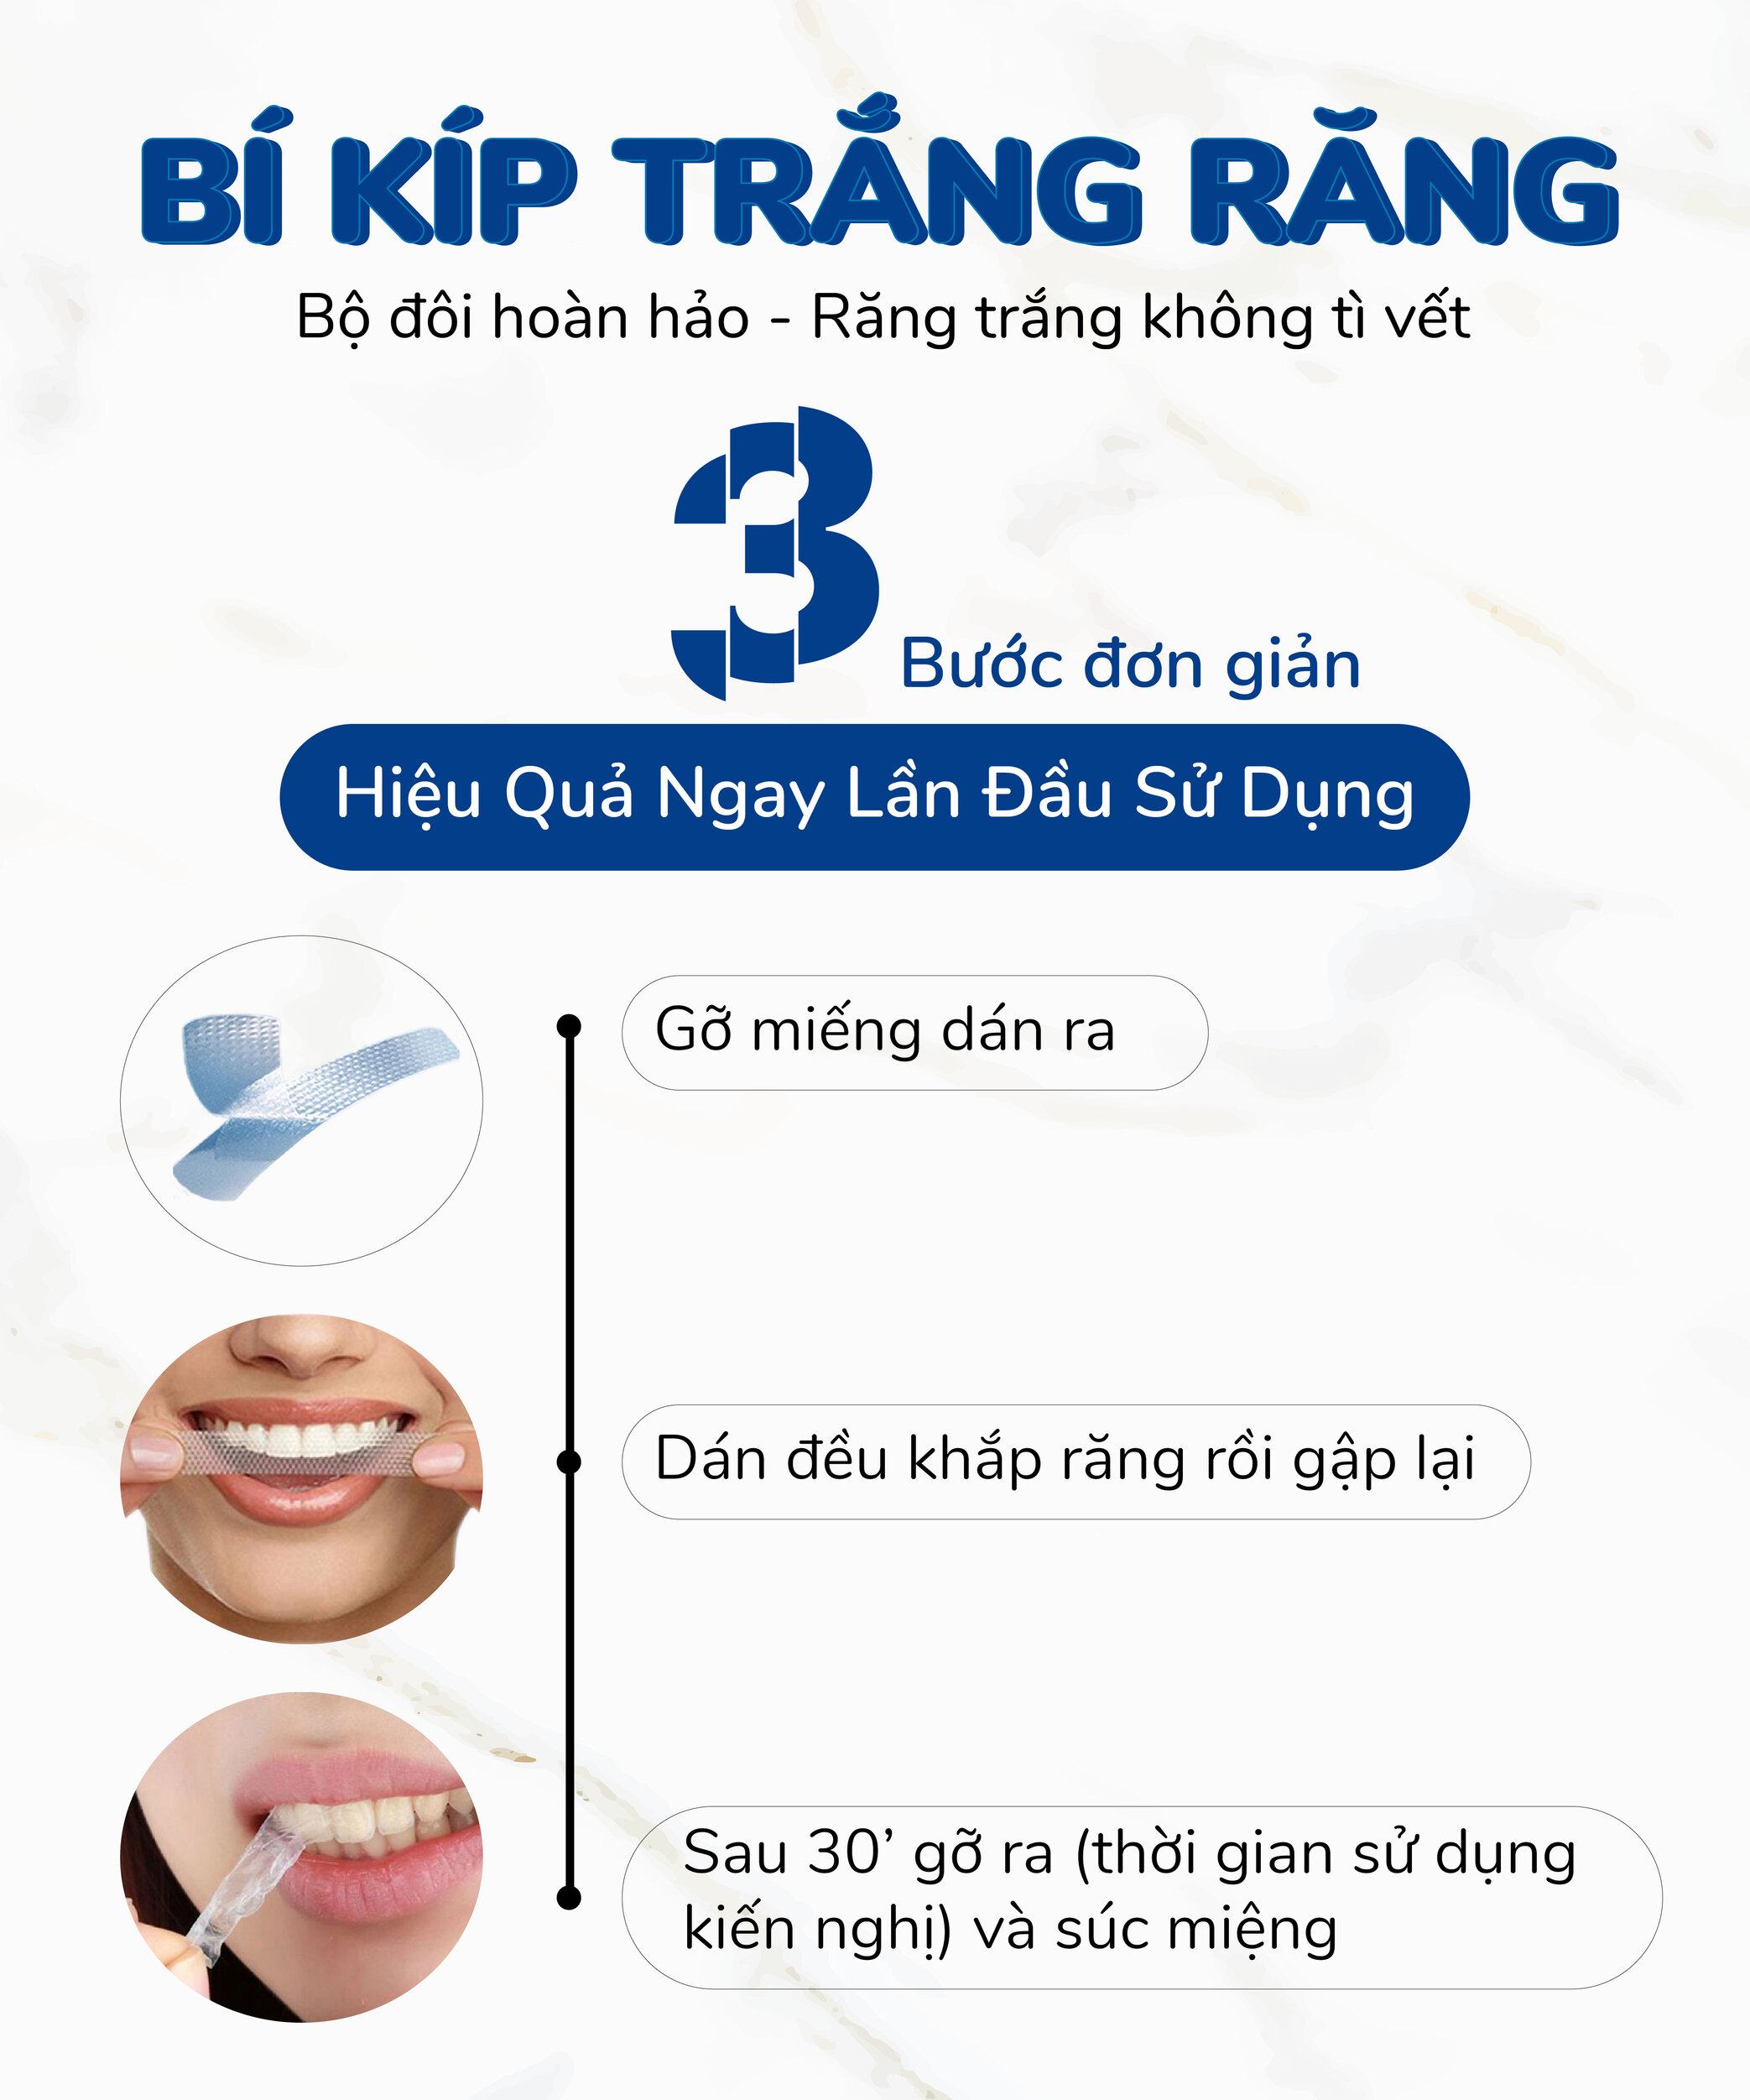 BÍ KÍP TRẮNG RĂNG
Bộ đôi hoàn hảo - Răng trắng không tì vết
3 Bước đơn giản
Hiệu Quả Ngay Lần Đầu Sử Dụng
Gỡ miếng dán ra
Dán đều khắp răng rồi gập lại
Sau 30’ gỡ ra (thời gian sử dụng
kiến nghị) và súc miệng